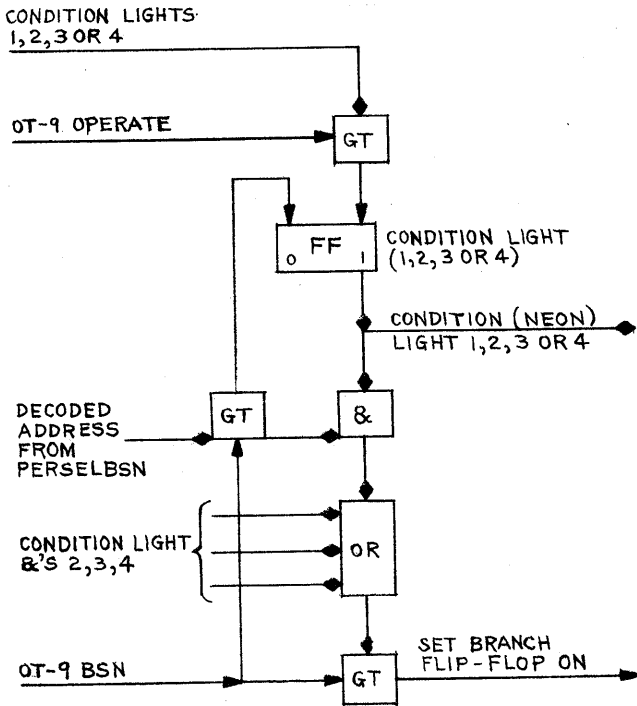 CONDITION LIGHTS
1, 2, 3 OR 4
OT-9 OPERATE
GT
FF
0 1
CONDITION LIGHT
(1, 2, 3 OR 4)
CONDITION (NEON)
LIGHT 1, 2, 3 OR 4
DECODED
ADDRESS
FROM
PERSELBSN
GT
&
CONDITION LIGHT
&'S 2, 3, 4
OR
OT-9 BSN
GT
SET BRANCH
FLIP-FLOP ON